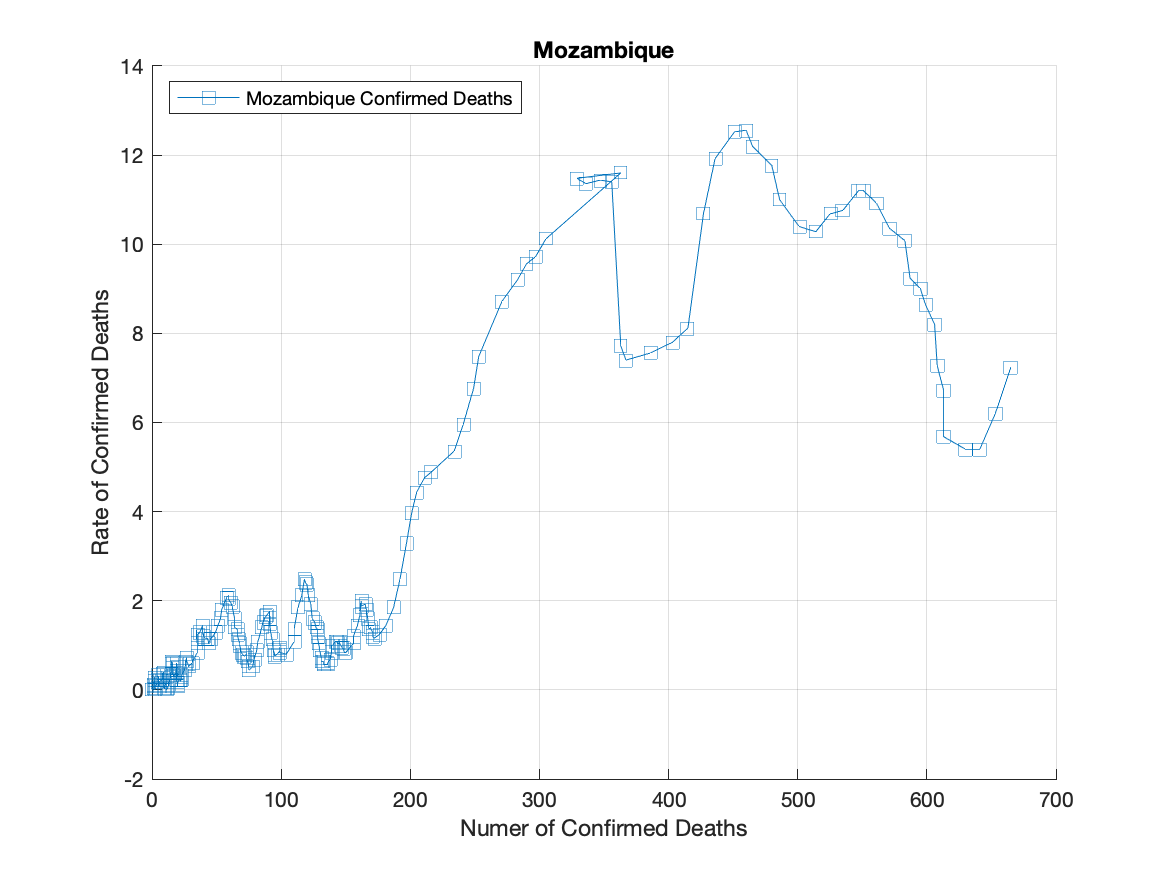 Mozambique
Mozambique Confirmed Deaths
14
12
10
8
6
4
2
0
-2
Rate of Confirmed Deaths
0 100 200 300 400 500 600 700
Numer of Confirmed Deaths